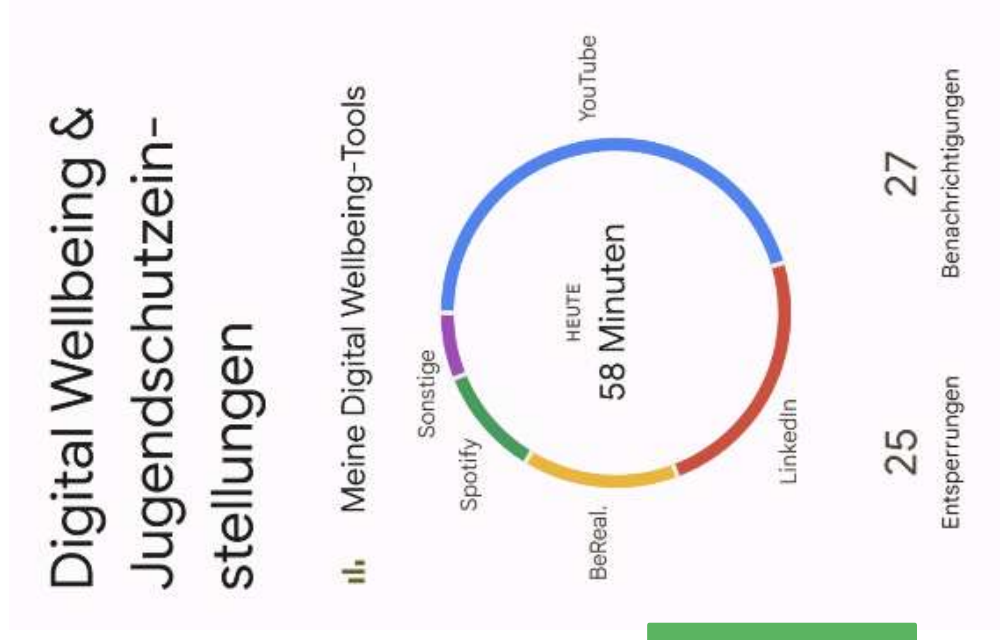 Digital Wellbeing &
Jugendschutzein-
stellungen
Meine Digital Wellbeing-Tools
Sonstige
Spotify
YouTube
HEUTE
58 Minuten
BeReal.
LinkedIn
25
27
Entsperrungen
Benachrichtigungen